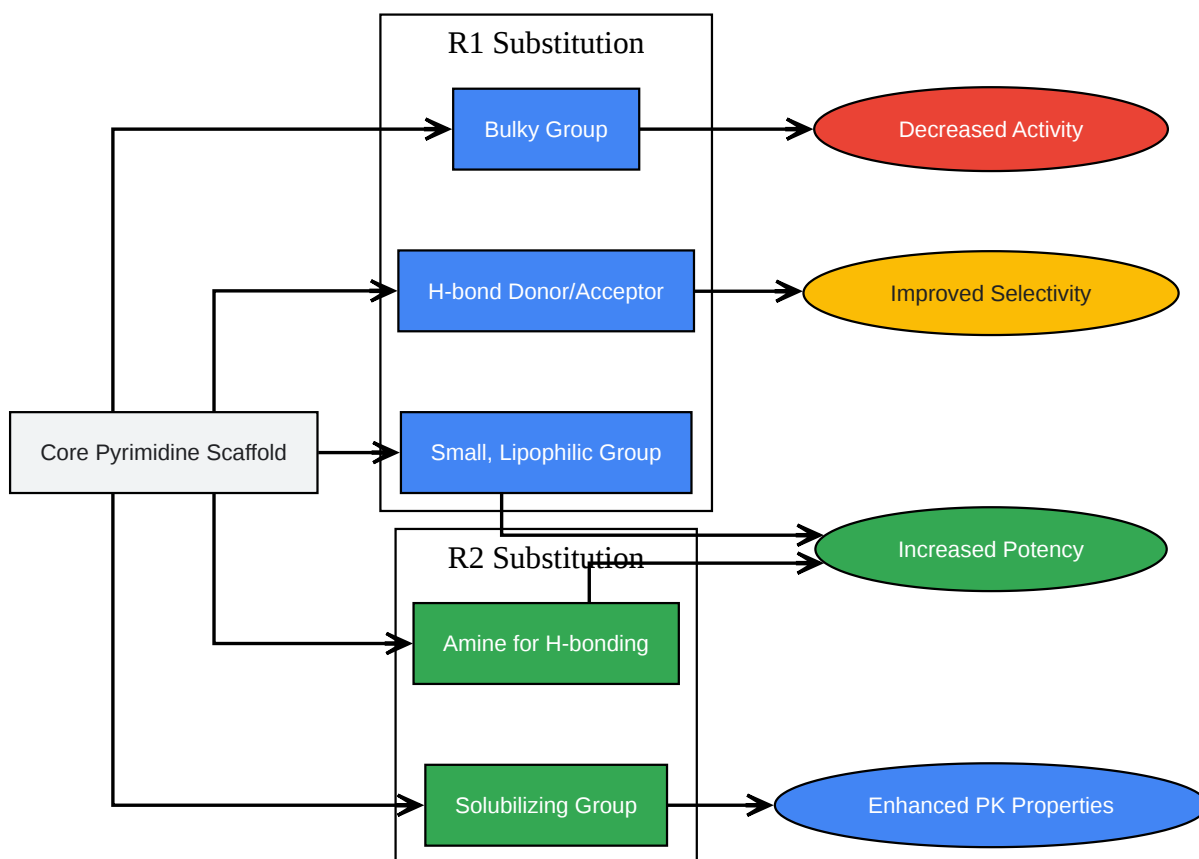 R1 Substitution
Bulky Group
Decreased Activity
H-bond Donor/Acceptor
Improved Selectivity
Core Pyrimidine Scaffold
Small, Lipophilic Group
Increased Potency
R2 Substitution
Amine for H-bonding
Solubilizing Group
Enhanced PK Properties